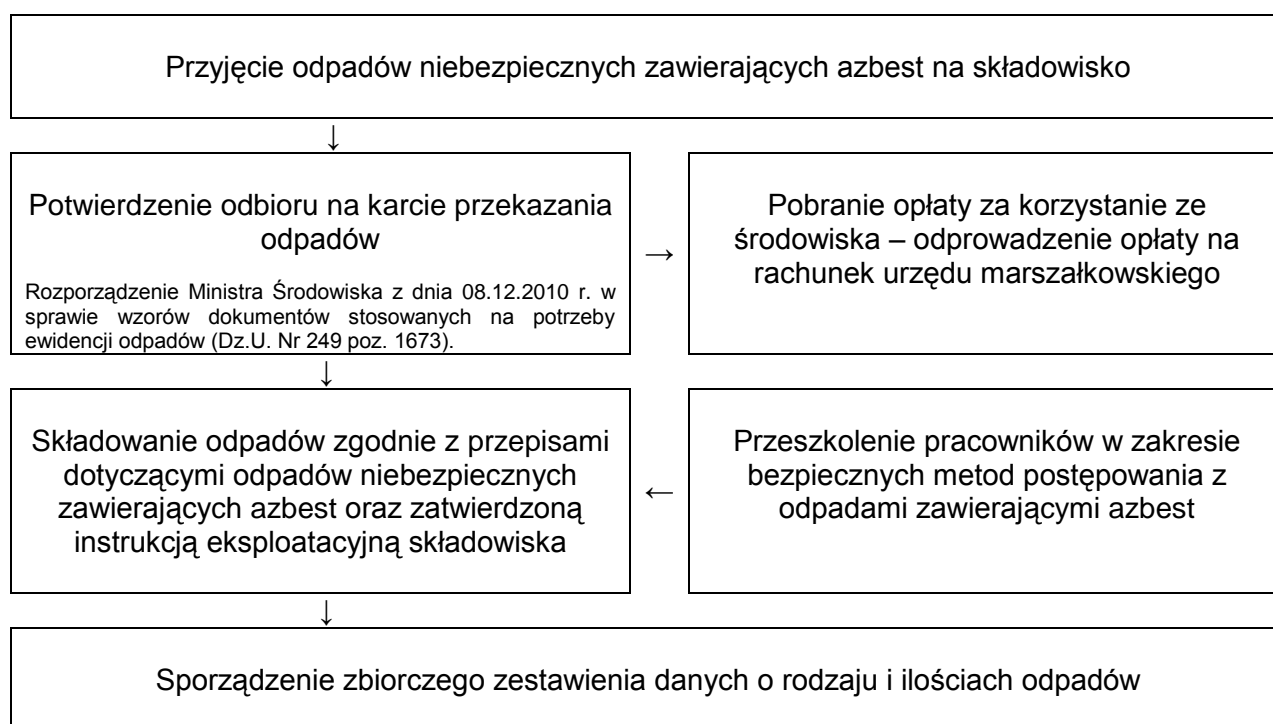 Przyjęcie odpadów niebezpiecznych zawierających azbest na składowisko
↓
Potwierdzenie odbioru na karcie przekazania
odpadów
Rozporządzenie Ministra Środowiska z dnia 08.12.2010 r. w
sprawie wzorów dokumentów stosowanych na potrzeby
ewidencji odpadów (Dz.U. Nr 249 poz. 1673).
→
Pobranie opłaty za korzystanie ze
środowiska – odprowadzenie opłaty na
rachunek urzędu marszałkowskiego
↓
Składowanie odpadów zgodnie z przepisami
dotyczącymi odpadów niebezpiecznych
zawierających azbest oraz zatwierdzoną
instrukcją eksploatacyjną składowiska
←
Przeszkolenie pracowników w zakresie
bezpiecznych metod postępowania z
odpadami zawierającymi azbest
↓
Sporządzenie zbiorczego zestawienia danych o rodzaju i ilościach odpadów